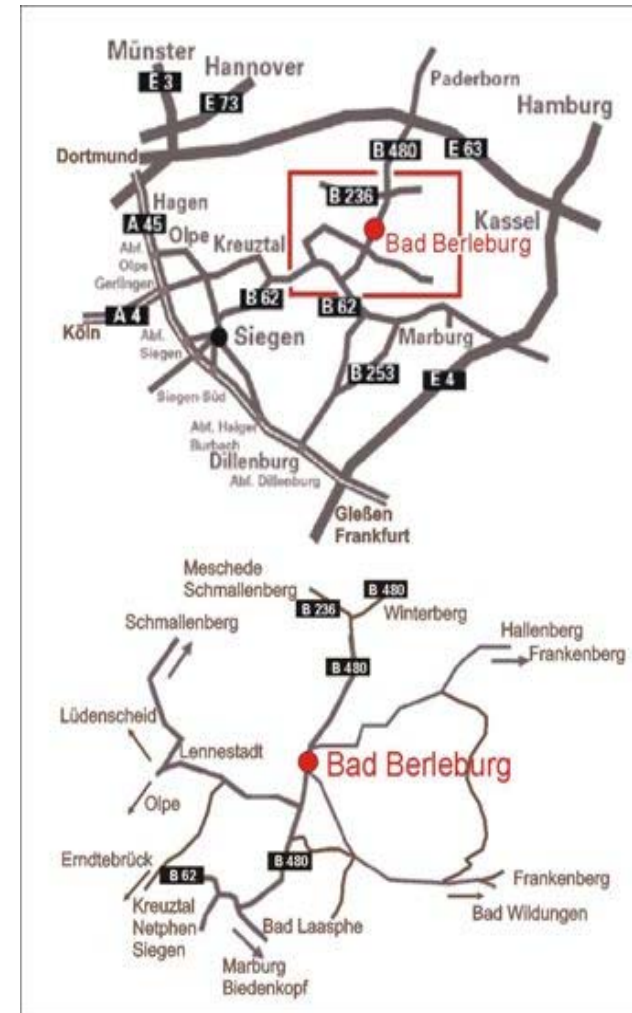 Münster
Hannover
E 3
E 73
Paderborn
Hamburg
Dortmund
B 480
E 63
Hagen
B 236
A 45
Olpe
Kreuztal
Kassel
Bad Berleburg
Abf.
Olpe
Gerlingen
B 62
B 62
A 4
Köln
Siegen
Marburg
Abf.
Siegen
B 253
E 4
Siegen-Süd
Abf. Haiger
Burbach
Dillenburg
Abf. Dillenburg
Gießen
Frankfurt
Meschede
Schmallenberg
B 480
B 236
Winterberg
Schmallenberg
Hallenberg
Frankenberg
B 480
Lüdenscheid
Lennestadt
Bad Berleburg
Olpe
Erndtebrück
B 62
B 480
Frankenberg
Bad Wildungen
Kreuztal
Netphen
Siegen
Bad Laasphe
Marburg
Biedenkopf